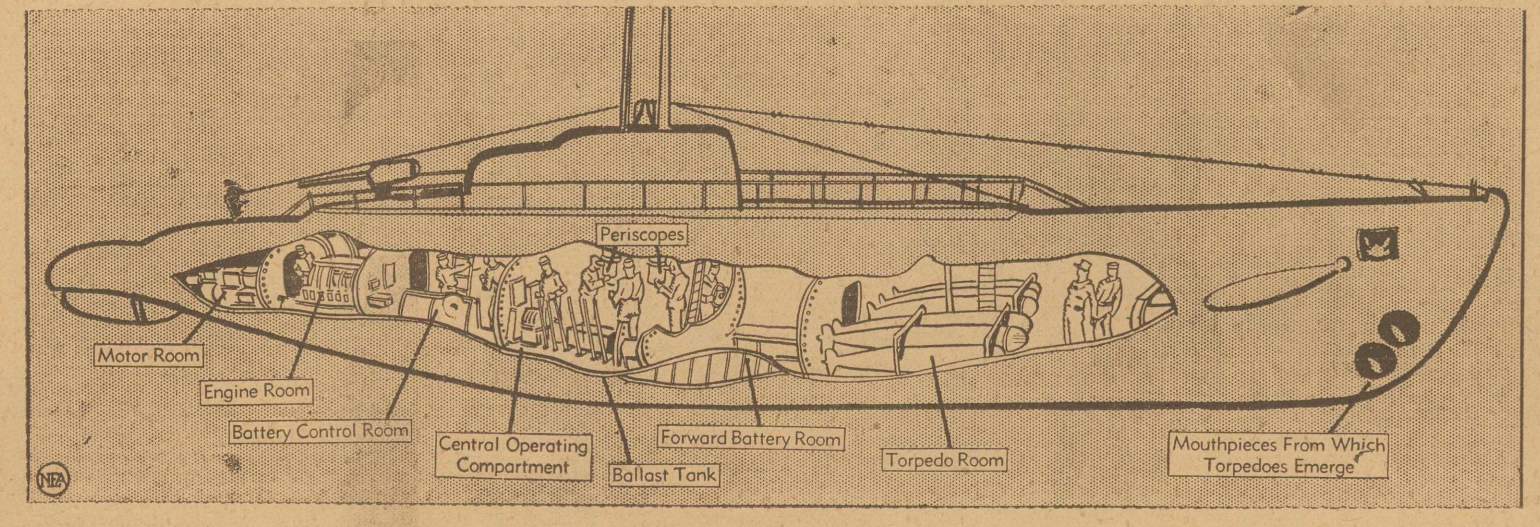 Periscopes
Motor Room
Engine Room
Battery Control Room
Central Operating
Compartment
Ballast Tank
Forward Battery Room
Torpedo Room
Mouthpieces From Which
Torpedoes Emerge
NEA